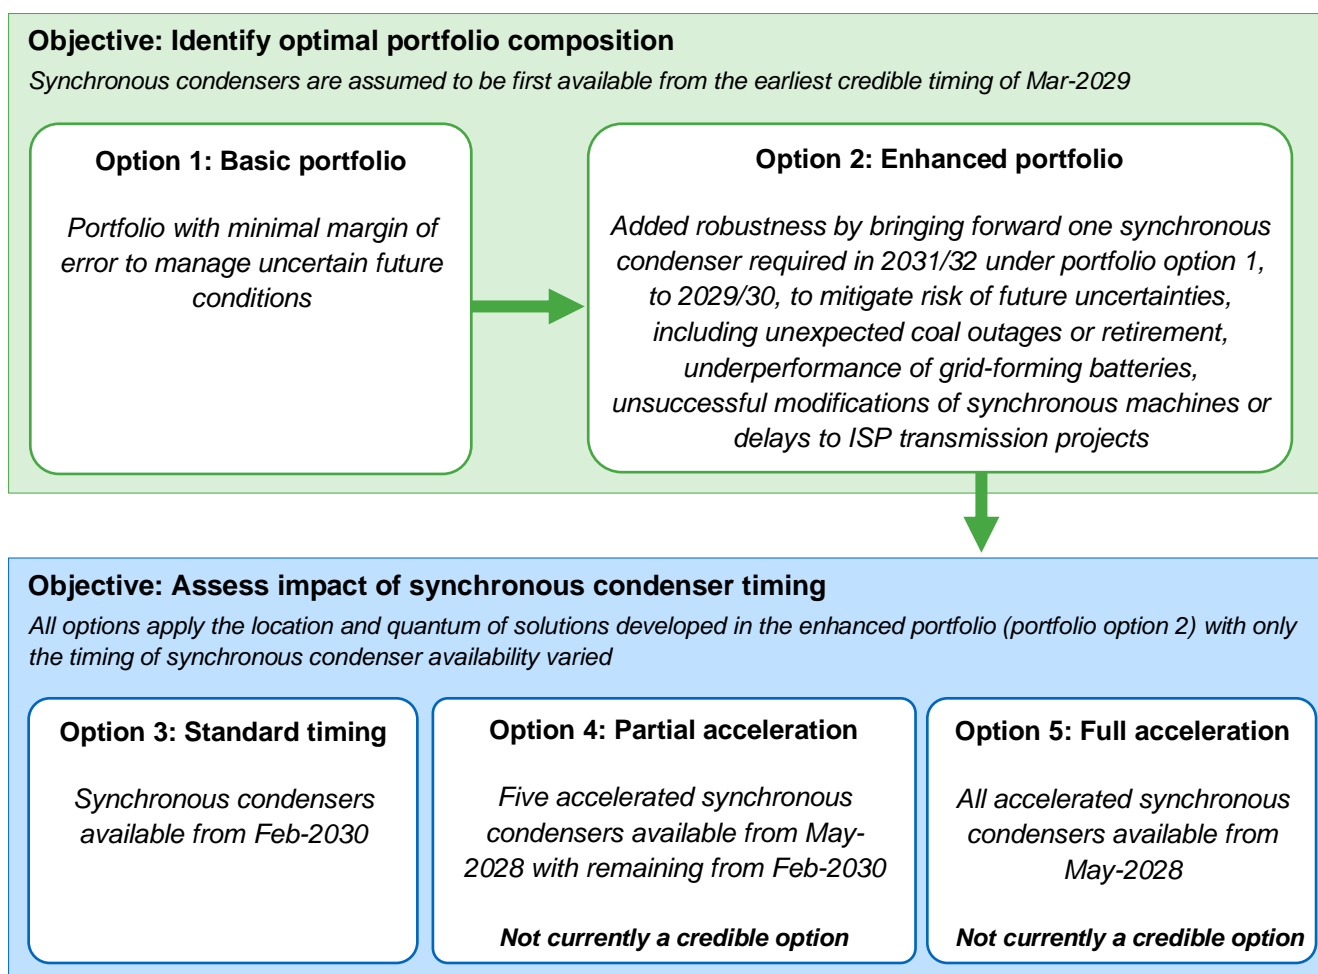 Objective: Identify optimal portfolio composition
Synchronous condensers are assumed to be first available from the earliest credible timing of Mar-2029
Option 1: Basic portfolio
Portfolio with minimal margin of
error to manage uncertain future
conditions
Option 2: Enhanced portfolio
Added robustness by bringing forward one synchronous
condenser required in 2031/32 under portfolio option 1,
to 2029/30, to mitigate risk of future uncertainties,
including unexpected coal outages or retirement,
underperformance of grid-forming batteries,
unsuccessful modifications of synchronous machines or
delays to ISP transmission projects
Objective: Assess impact of synchronous condenser timing
All options apply the location and quantum of solutions developed in the enhanced portfolio (portfolio option 2) with only
the timing of synchronous condenser availability varied
Option 3: Standard timing
Synchronous condensers
available from Feb-2030
Option 4: Partial acceleration
Five accelerated synchronous
condensers available from May-
2028 with remaining from Feb-2030
Not currently a credible option
Option 5: Full acceleration
All accelerated synchronous
condensers available from
May-2028
Not currently a credible option